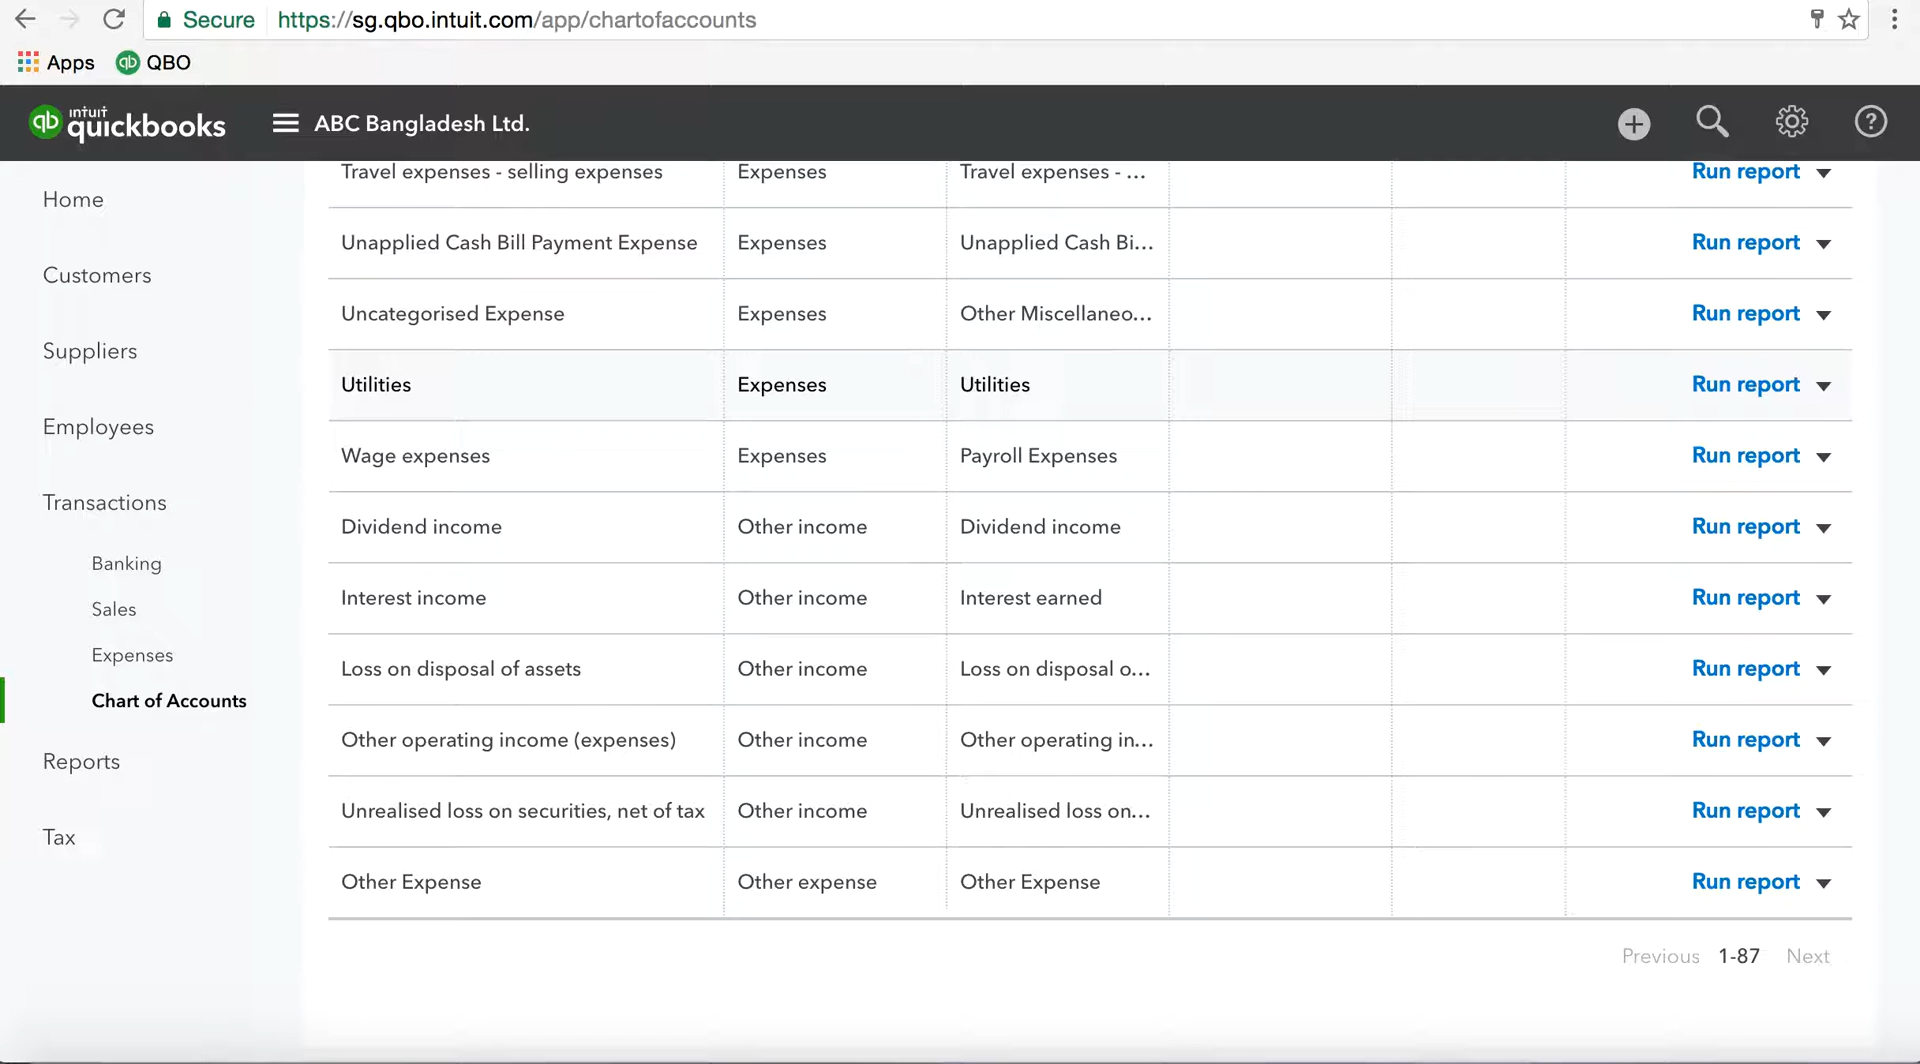 Secure https://sg.qbo.intuit.com/app/chartofaccounts
Apps QBO
qb intuit quickbooks ABC Bangladesh Ltd.
Home
Customers
Suppliers
Employees
Transactions
Banking
Sales
Expenses
Chart of Accounts
Reports
Tax
Travel expenses - selling expenses Expenses Travel expenses - ... Run report
Unapplied Cash Bill Payment Expense Expenses Unapplied Cash Bi... Run report
Uncategorised Expense Expenses Other Miscellaneo... Run report
Utilities Expenses Utilities Run report
Wage expenses Expenses Payroll Expenses Run report
Dividend income Other income Dividend income Run report
Interest income Other income Interest earned Run report
Loss on disposal of assets Other income Loss on disposal o... Run report
Other operating income (expenses) Other income Other operating in... Run report
Unrealised loss on securities, net of tax Other income Unrealised loss on... Run report
Other Expense Other expense Other Expense Run report
Previous 1-87 Next